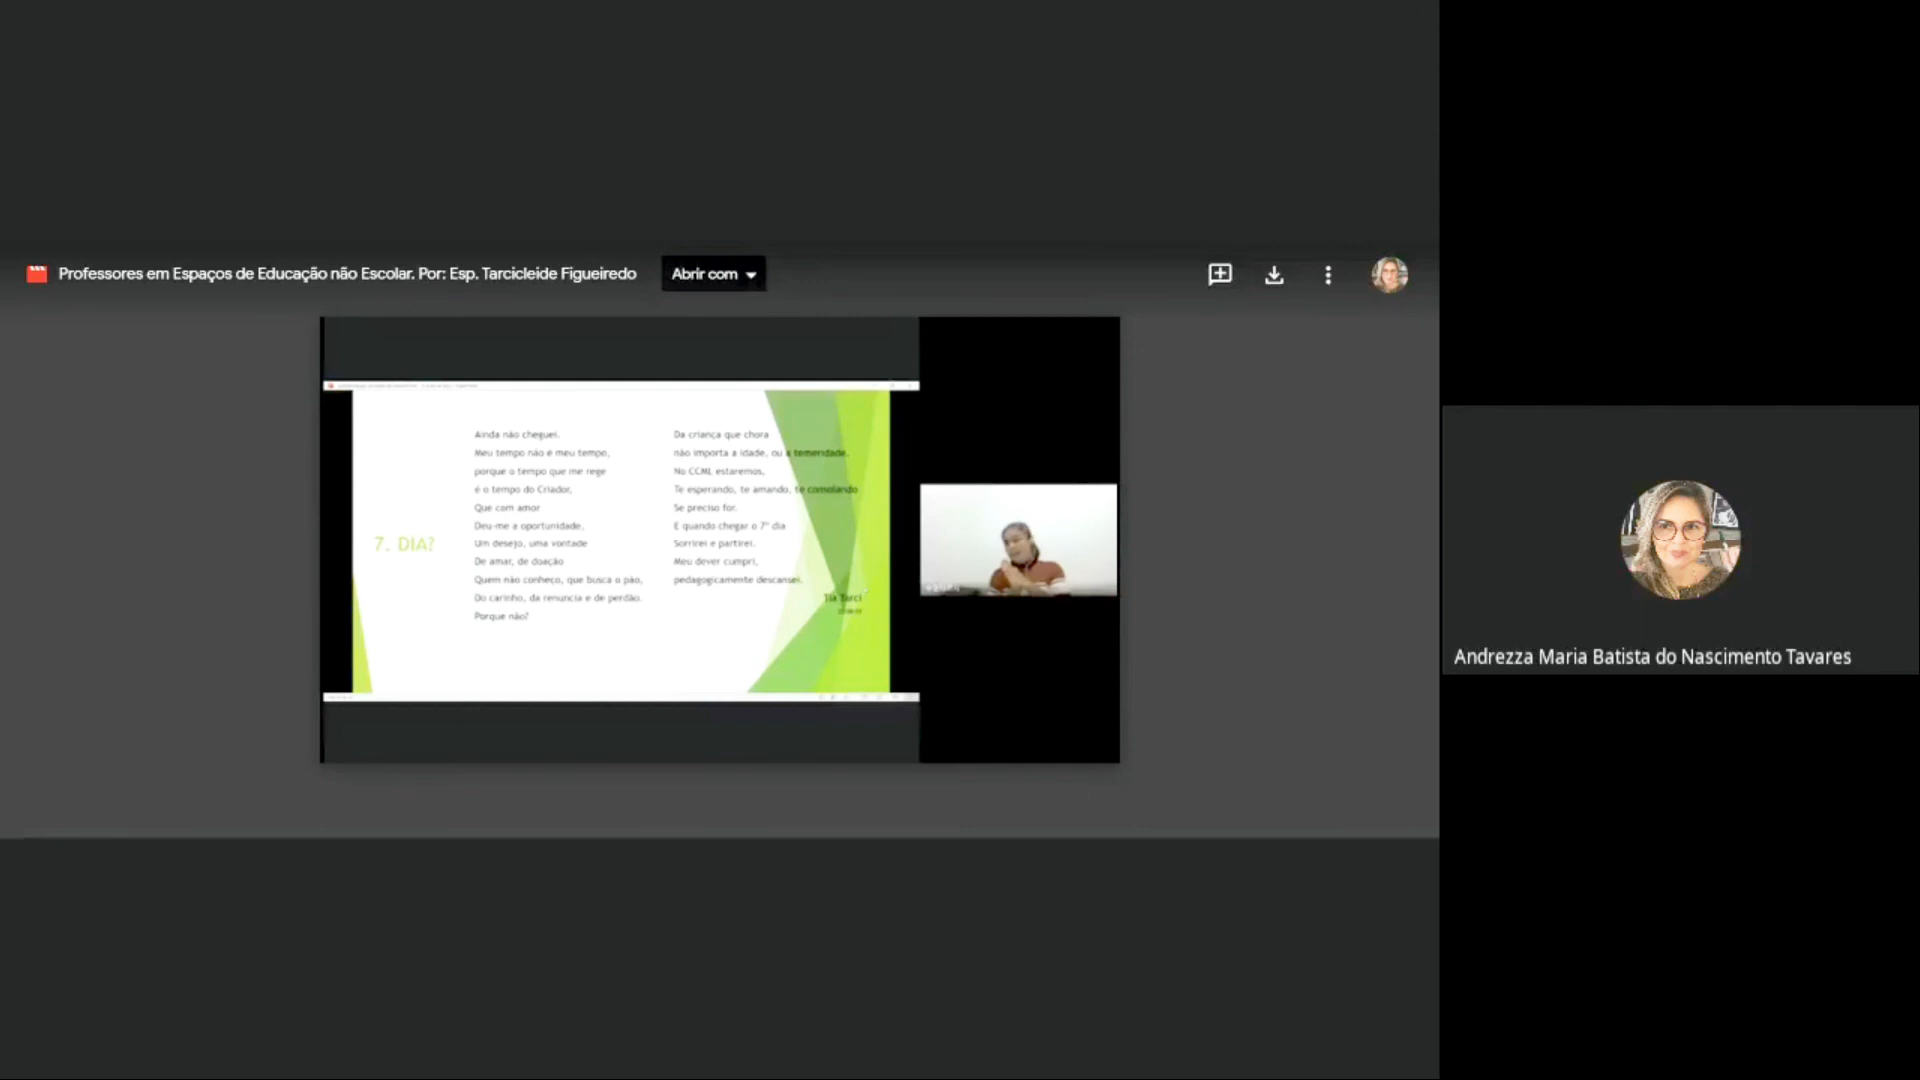 Professores em Espaços de Educação não Escolar. Por: Esp. Tarcicleide Figueiredo
Abrir com
7. DIA?
Ainda não cheguei.
Meu tempo não é meu tempo,
porque o tempo que me rege
é o tempo do Criador,
Que com amor
Deu-me a oportunidade,
Um desejo, uma vontade
De amar, de doação
Quem não conheço, que busca o pão,
Do carinho, da renuncia e de perdão.
Porque não?
Da criança que chora
não importa a idade, ou a temeridade.
No CCML estaremos,
Te esperando, te amando, te consolando
Se preciso for.
E quando chegar o 7º dia
Sorrirei e partirei.
Meu dever cumpri,
pedagogicamente descansei.
Tia Tarci
Andrezza Maria Batista do Nascimento Tavares